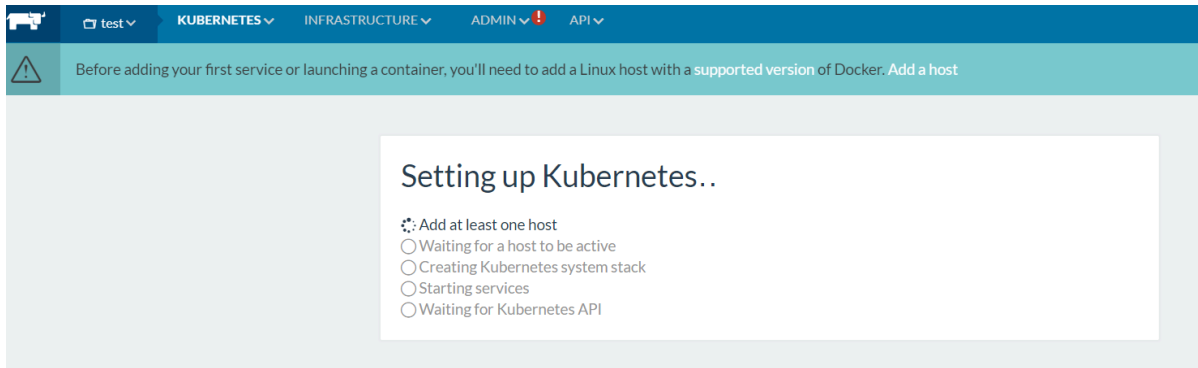 test KUBERNETES INFRASTRUCTURE ADMIN API
Before adding your first service or launching a container, you'll need to add a Linux host with a supported version of Docker. Add a host
Setting up Kubernetes..
Add at least one host
Waiting for a host to be active
Creating Kubernetes system stack
Starting services
Waiting for Kubernetes API